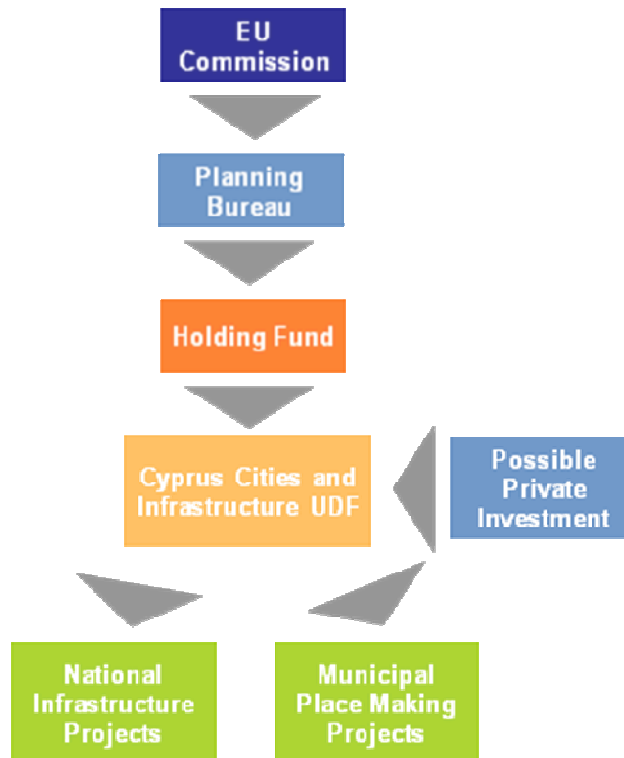 EU
Commission
Planning
Bureau
Holding Fund
Cyprus Cities and
Infrastructure UDF
Possible
Private
Investment
National
Infrastructure
Projects
Municipal
Place Making
Projects